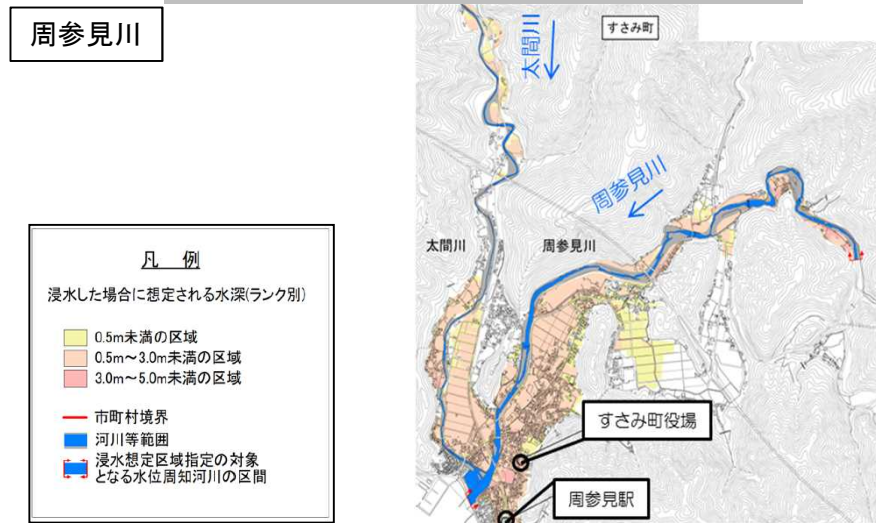 周参見川
すさみ町
太間川
周参見川
太間川
周参見川
凡 例
浸水した場合に想定される水深(ランク別)
0.5m未満の区域
0.5m～3.0m未満の区域
3.0m～5.0m未満の区域
市町村境界
河川等範囲
浸水想定区域指定の対象
となる水位周知河川の区間
すさみ町役場
周参見駅